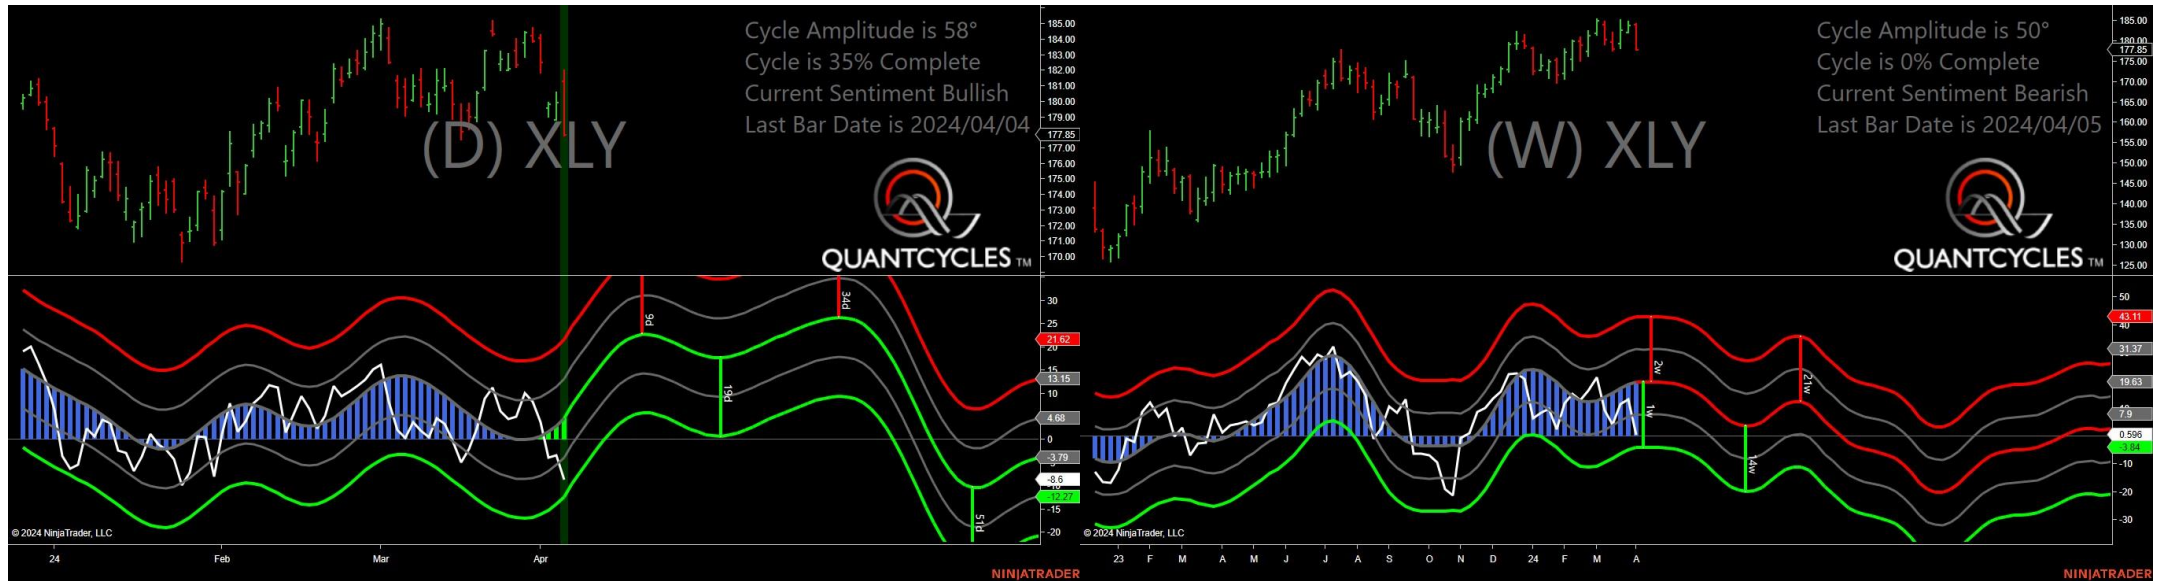 Cycle Amplitude is 58°
Cycle is 35% Complete
Current Sentiment Bullish
Last Bar Date is 2024/04/04
(D) XLY
QUANTCYCLES TM
185.00
184.00
183.00
182.00
181.00
180.00
179.00
177.85
177.00
176.00
175.00
174.00
173.00
172.00
171.00
170.00
9d
19d
34d
51d
30
25
21.62
20
15
13.15
10
4.68
0
-3.79
-8.6
-12.27
-15
-20
© 2024 NinjaTrader, LLC
24 Feb Mar Apr
NINJATRADER
Cycle Amplitude is 50°
Cycle is 0% Complete
Current Sentiment Bearish
Last Bar Date is 2024/04/05
(W) XLY
QUANTCYCLES TM
185.00
180.00
177.85
175.00
170.00
165.00
160.00
155.00
150.00
145.00
140.00
135.00
130.00
125.00
2w
1w
14w
21w
50
43.11
40
31.37
19.63
7.9
0.596
-3.84
-10
-20
-30
© 2024 NinjaTrader, LLC
23 F M A M J J A S O N D 24 F M A
NINJATRADER